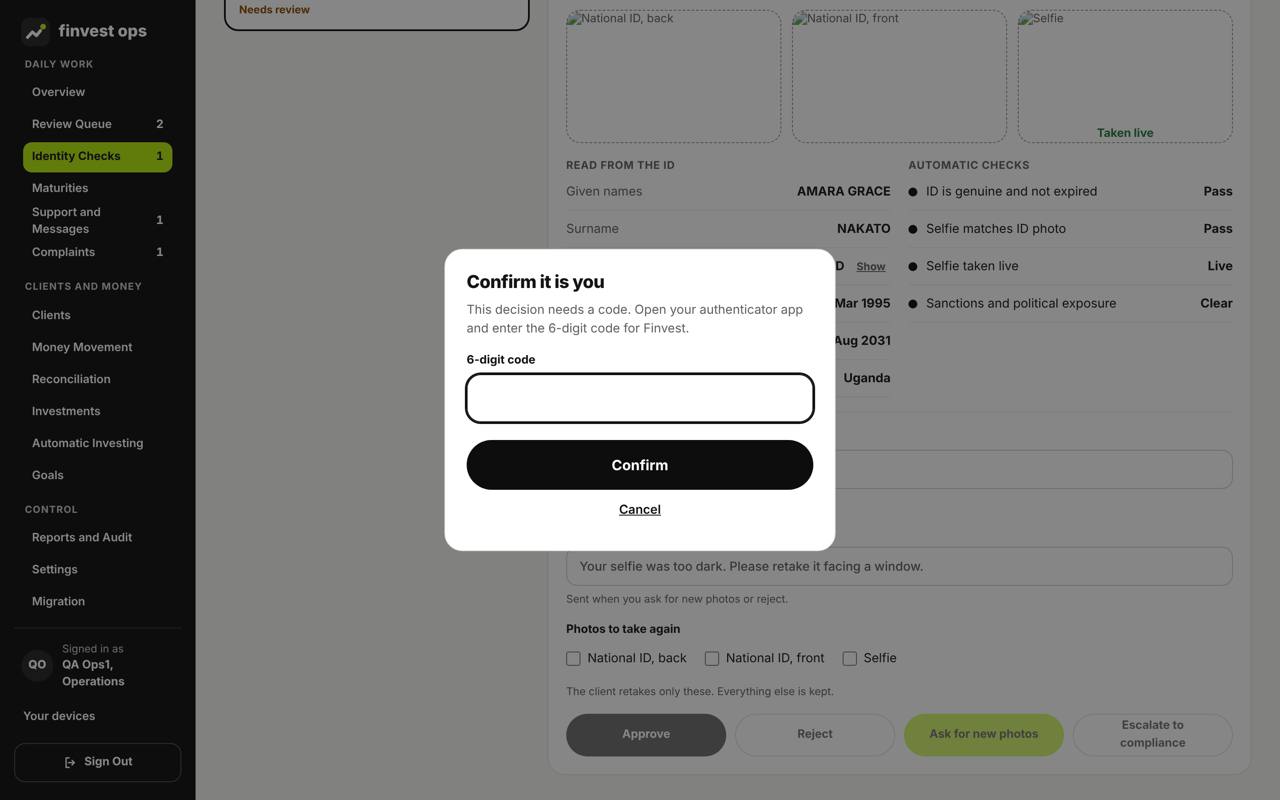 finvest ops
DAILY WORK
Overview
Review Queue 2
Identity Checks 1
Maturities
Support and
Messages 1
Complaints 1
CLIENTS AND MONEY
Clients
Money Movement
Reconciliation
Investments
Automatic Investing
Goals
CONTROL
Reports and Audit
Settings
Migration
QO
Signed in as
QA Ops1,
Operations
Your devices
Sign Out
Needs review
National ID, back
National ID, front
Selfie
Taken live
READ FROM THE ID
Given names AMARA GRACE
Surname NAKATO
D Show
Mar 1995
Aug 2031
Uganda
AUTOMATIC CHECKS
ID is genuine and not expired Pass
Selfie matches ID photo Pass
Selfie taken live Live
Sanctions and political exposure Clear
Confirm it is you
This decision needs a code. Open your authenticator app
and enter the 6-digit code for Finvest.
6-digit code
Confirm
Cancel
Your selfie was too dark. Please retake it facing a window.
Sent when you ask for new photos or reject.
Photos to take again
National ID, back National ID, front Selfie
The client retakes only these. Everything else is kept.
Approve
Reject
Ask for new photos
Escalate to
compliance